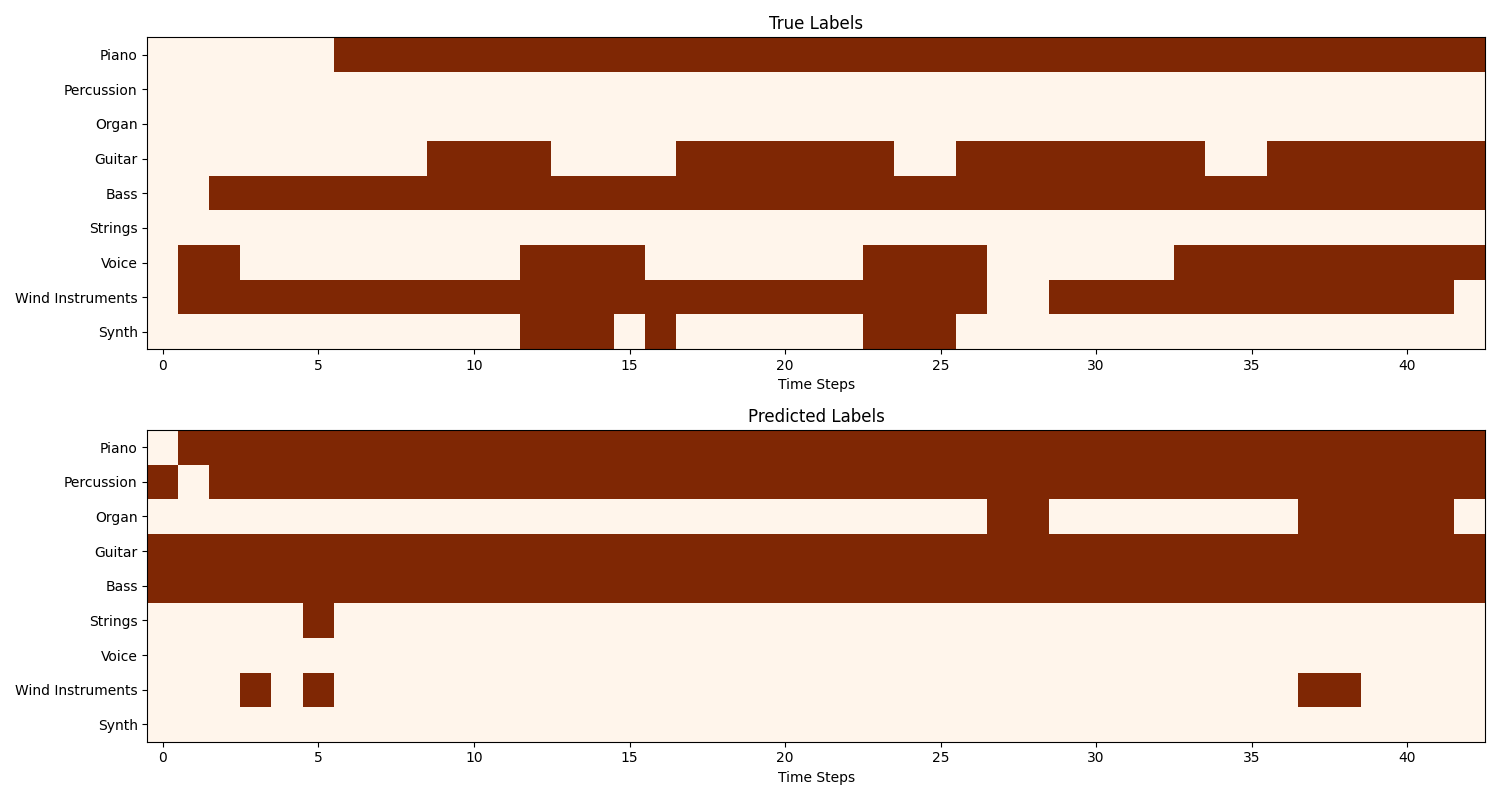 True Labels
Piano
Percussion
Organ
Guitar
Bass
Strings
Voice
Wind Instruments
Synth
0 5 10 15 20 25 30 35 40
Time Steps
Predicted Labels
Piano
Percussion
Organ
Guitar
Bass
Strings
Voice
Wind Instruments
Synth
0 5 10 15 20 25 30 35 40
Time Steps